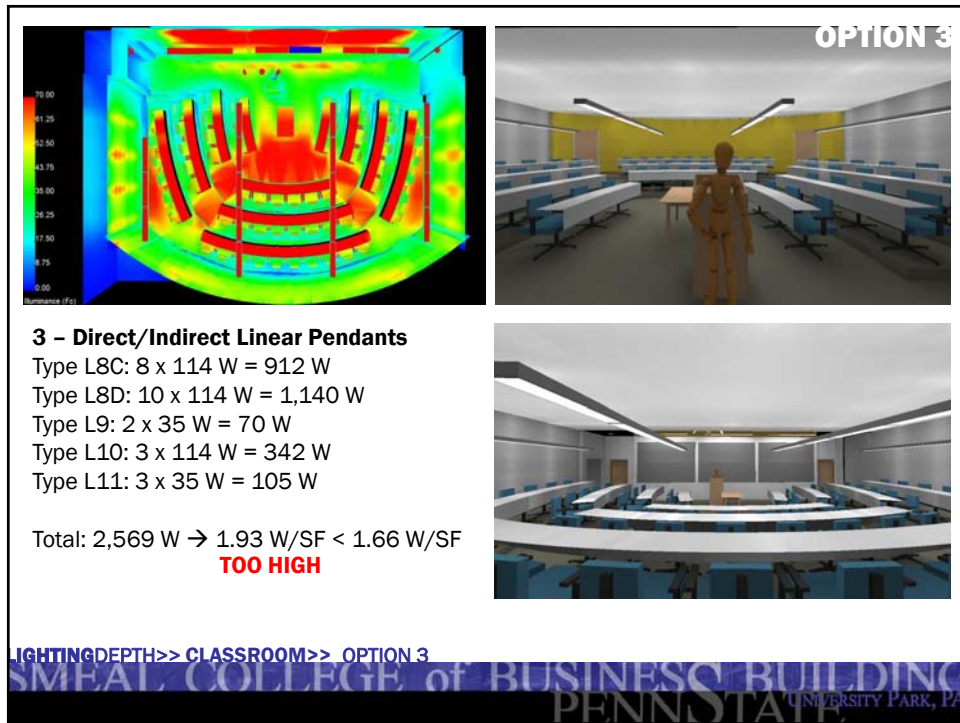 OPTION 3
70.00
61.25
52.50
43.75
35.00
26.25
17.50
8.75
0.00
Illuminance (Fc)
3 – Direct/Indirect Linear Pendants
Type L8C: 8 x 114 W = 912 W
Type L8D: 10 x 114 W = 1,140 W
Type L9: 2 x 35 W = 70 W
Type L10: 3 x 114 W = 342 W
Type L11: 3 x 35 W = 105 W
Total: 2,569 W → 1.93 W/SF < 1.66 W/SF
TOO HIGH
LIGHTINGDEPTH>> CLASSROOM>> OPTION 3
SMEAL COLLEGE of BUSINESS BUILDING
PENNSTATE
UNIVERSITY PARK, PA